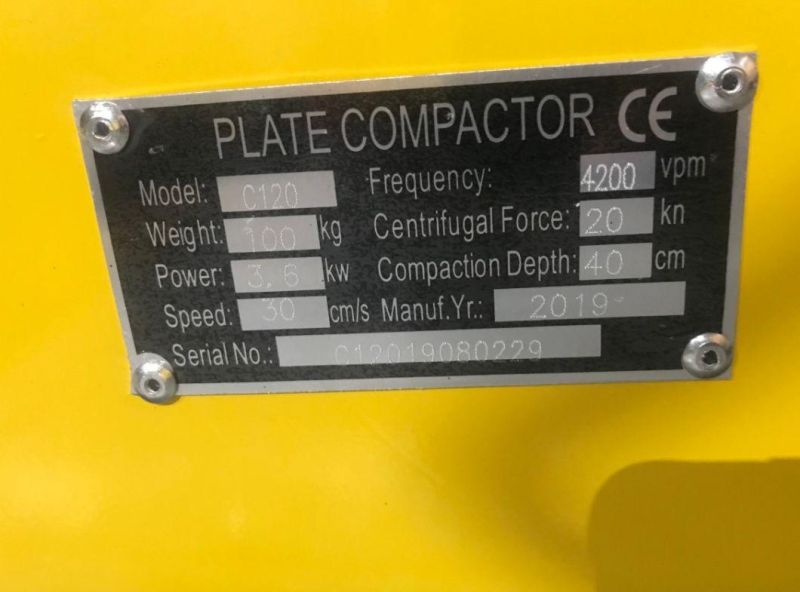 PLATE COMPACTOR CE
Model: C120 Frequency: 4200 vpm
Weight: 100 kg Centrifugal Force: 20 kn
Power: 3.6 kw Compaction Depth: 40 cm
Speed: 30 cm/s Manuf.Yr.: 2019
Serial No.: C12019080229